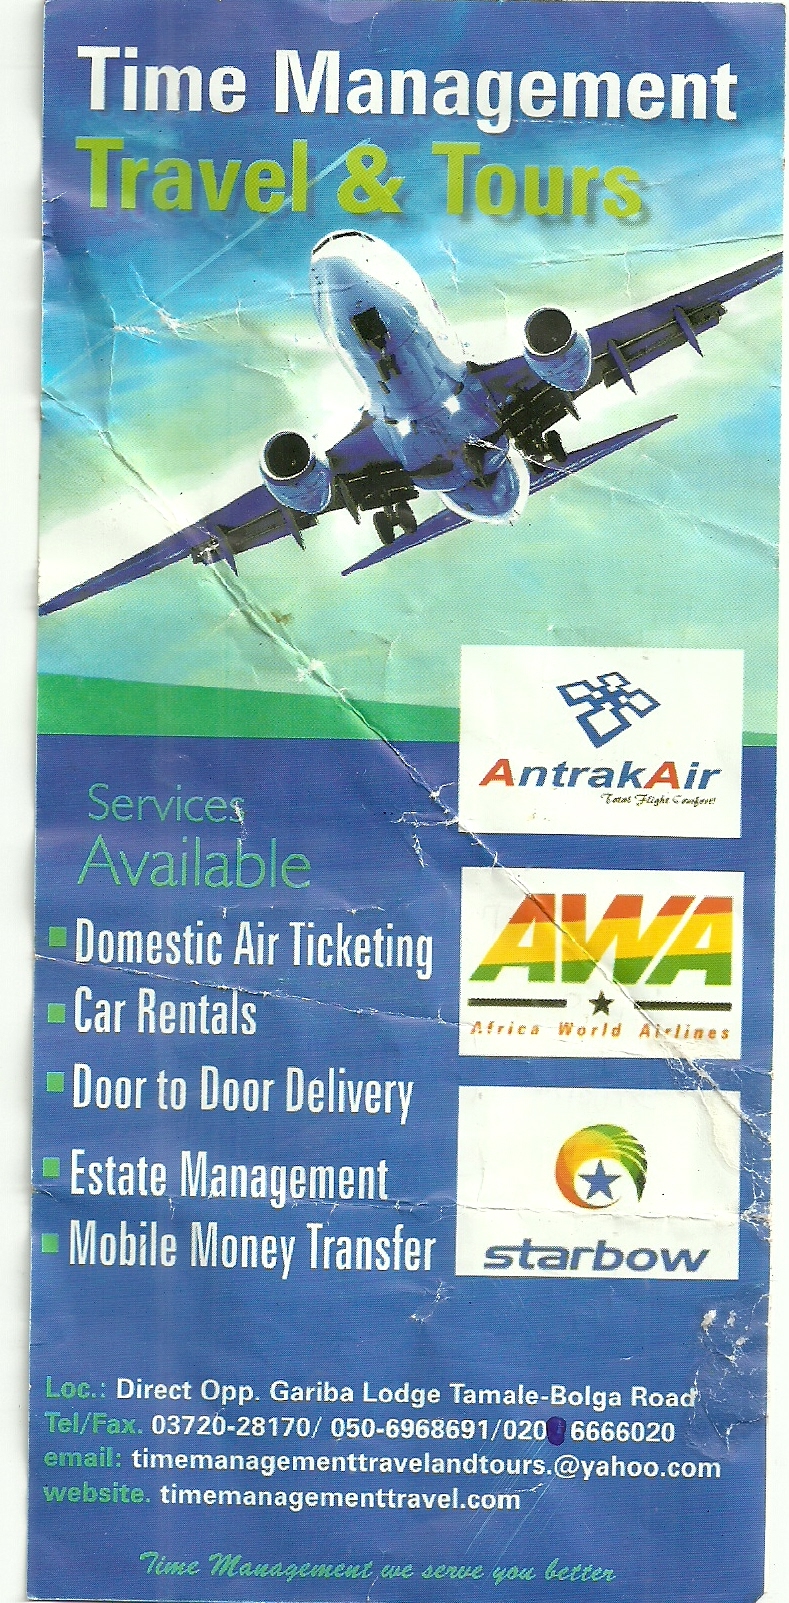 Time Management
Travel & Tours
AntrakAir
Total Flight Comfort!
Services
Available
Domestic Air Ticketing
Car Rentals
Door to Door Delivery
Estate Management
Mobile Money Transfer
AWA
Africa World Airlines
starbow
Loc.: Direct Opp. Gariba Lodge Tamale-Bolga Road
Tel/Fax. 03720-28170/ 050-6968691/020 6666020
email: timemanagementtravelandtours.@yahoo.com
website. timemanagementtravel.com
Time Management we serve you better